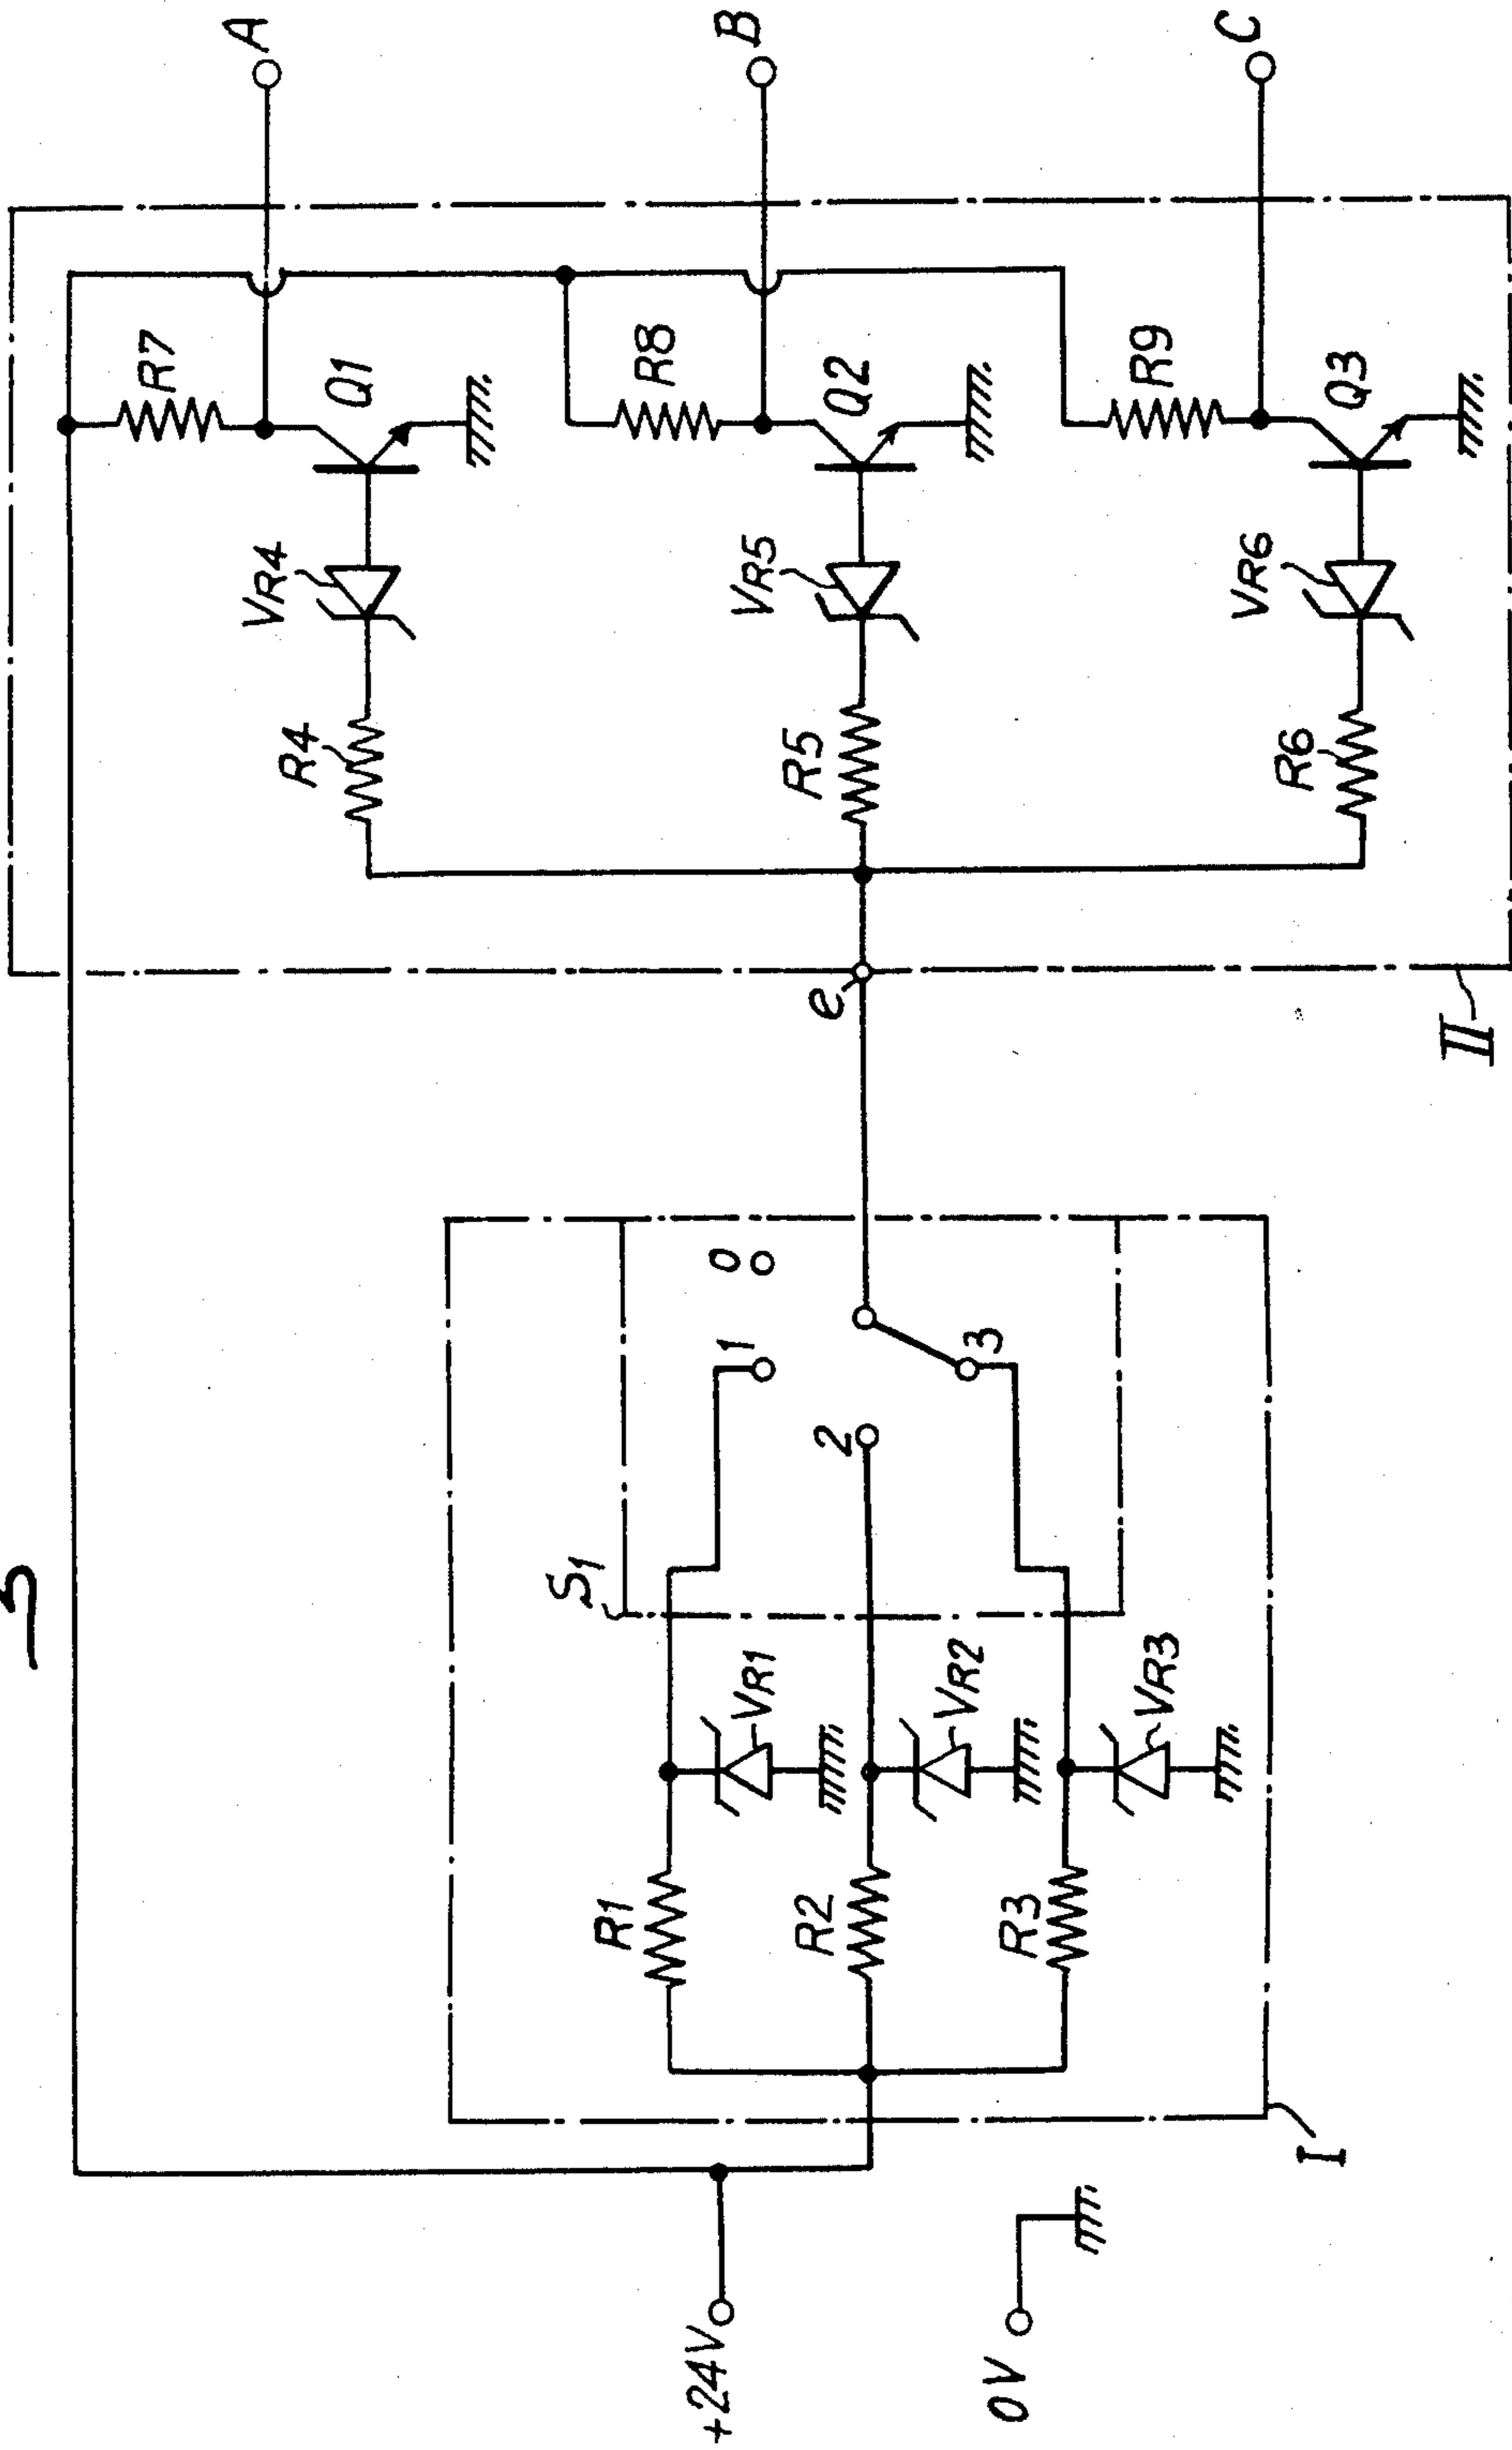 5
+24V
0V
I
R1
R2
R3
VR1
VR2
VR3
S1
1
2
3
0
e
II
R4
R5
R6
VR4
VR5
VR6
Q1
Q2
Q3
R7
R8
R9
A
B
C